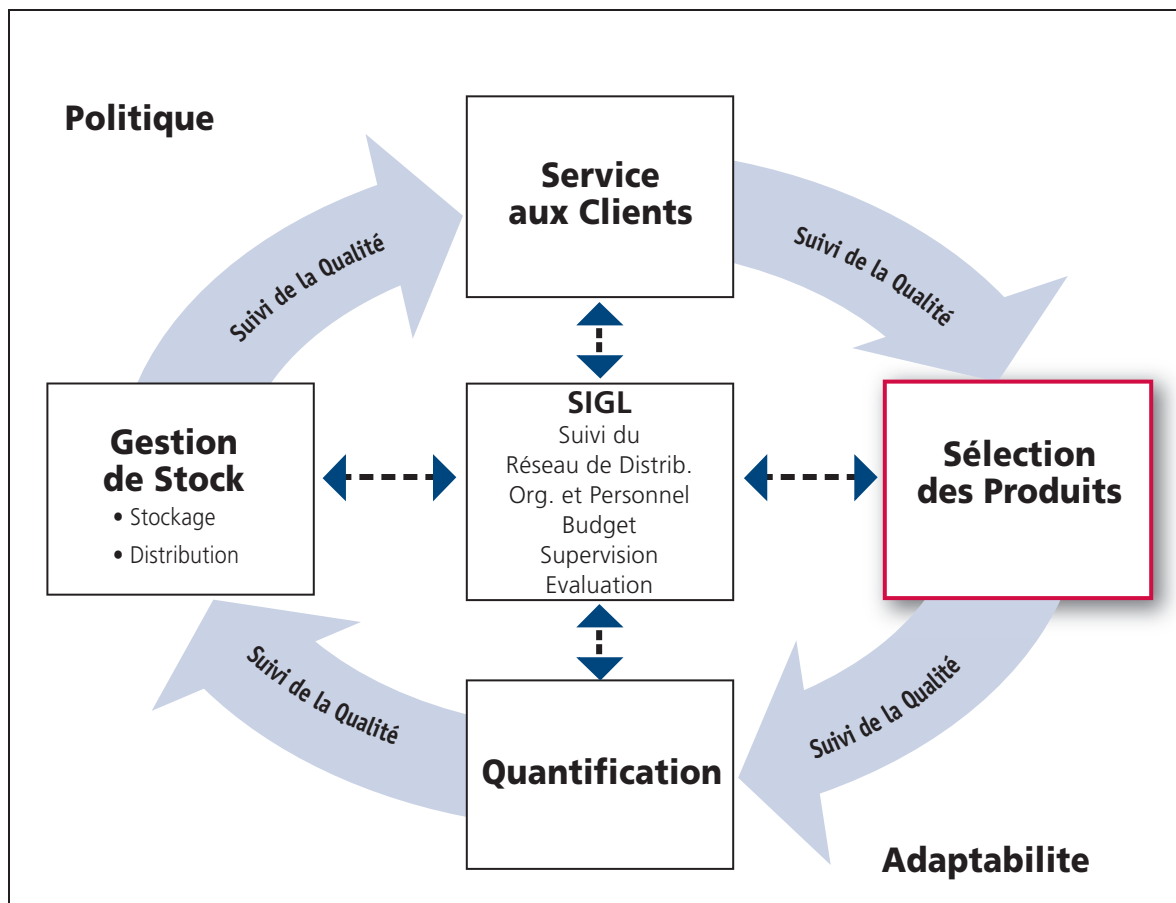 Politique
Service
aux Clients
Suivi de la Qualité
Suivi de la Qualité
Gestion
de Stock
• Stockage
• Distribution
SIGL
Suivi du
Réseau de Distrib.
Org. et Personnel
Budget
Supervision
Evaluation
Sélection
des Produits
Suivi de la Qualité
Suivi de la Qualité
Quantification
Adaptabilite